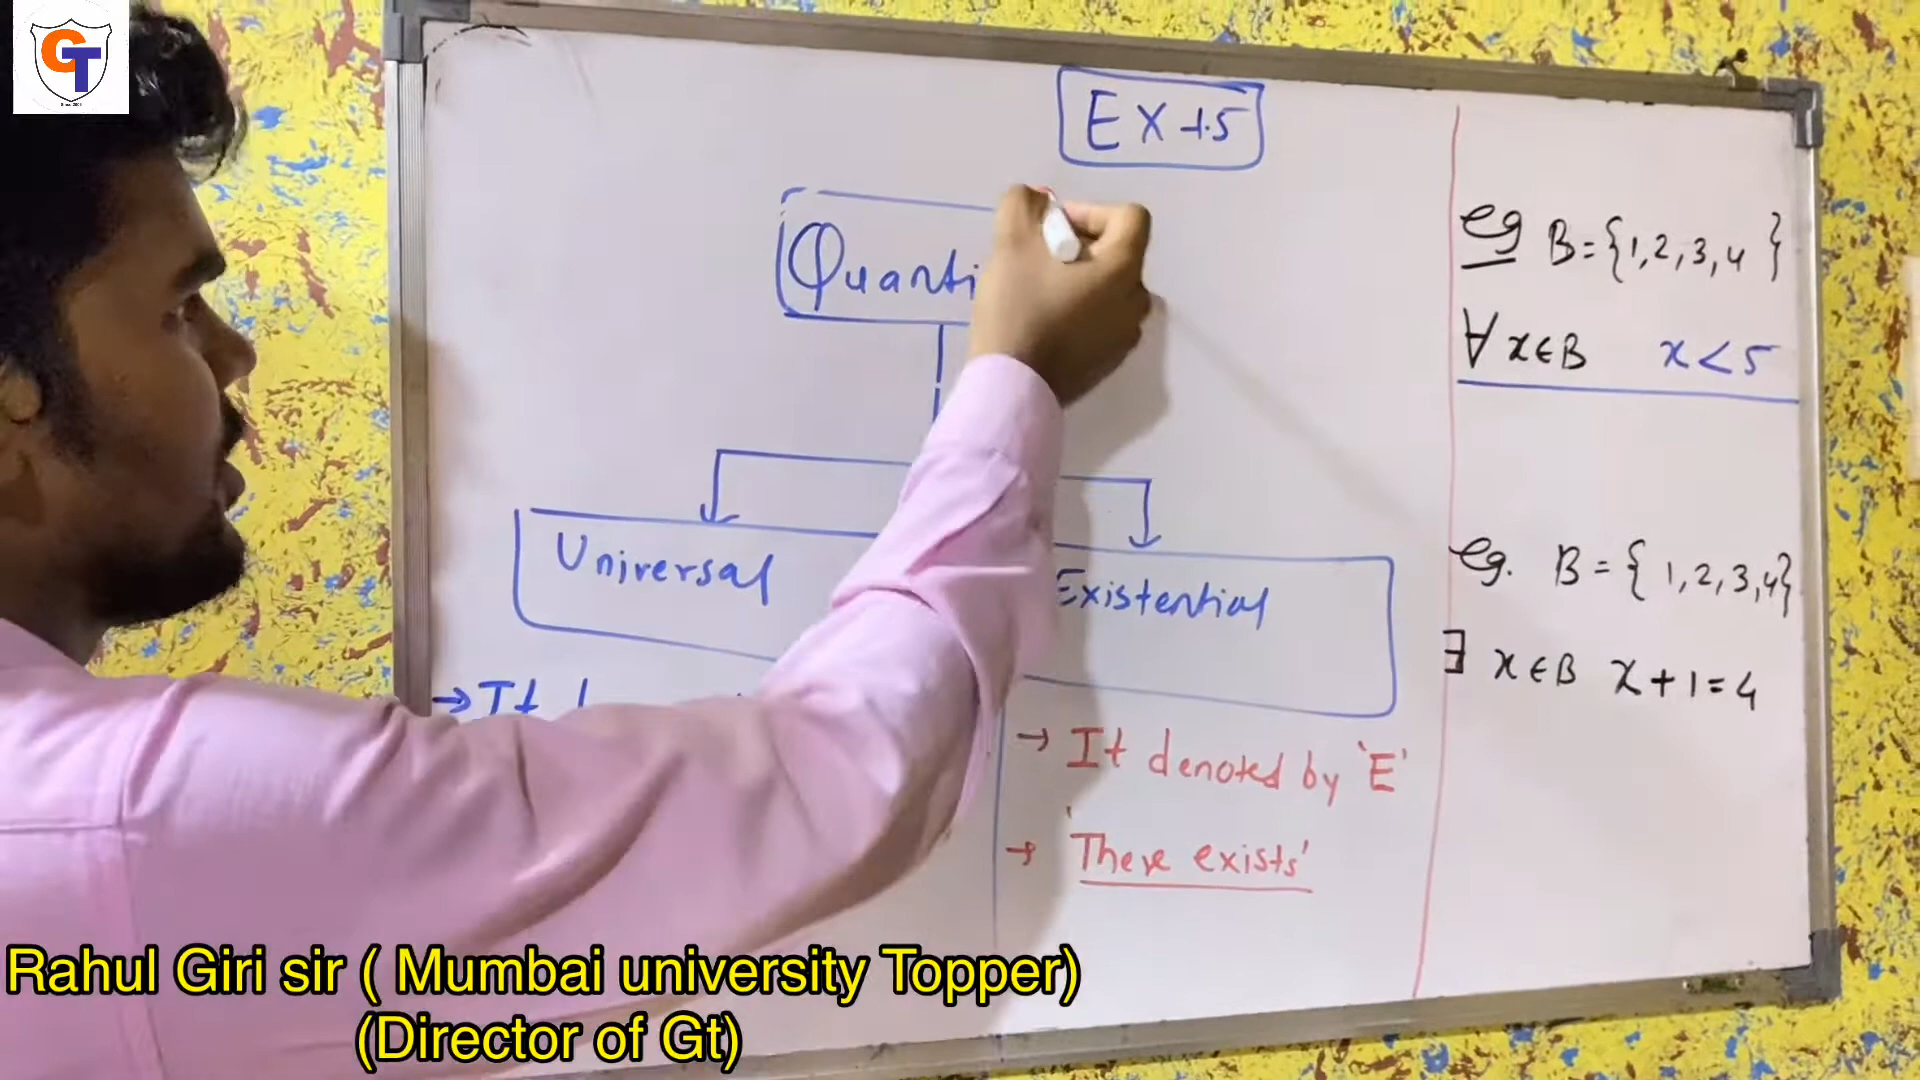 GT
EX 1.5
Quanti
Universal
Existential
→ It
→ It denoted by 'E'
→ 'There exists'
eg B={1,2,3,4}
∀ x∈B x<5
eg. B={1,2,3,4}
∃ x∈B x+1=4
Rahul Giri sir ( Mumbai university Topper)
(Director of Gt)